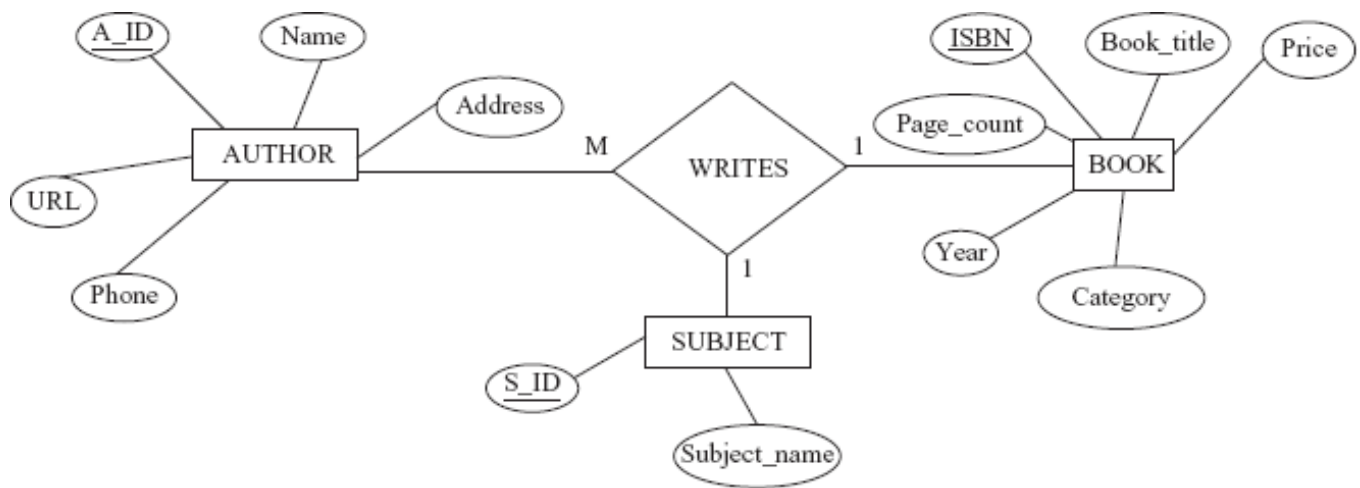 A_ID
Name
Address
AUTHOR
URL
Phone
M
WRITES
1
1
SUBJECT
S_ID
Subject_name
ISBN
Book_title
Price
Page_count
BOOK
Year
Category